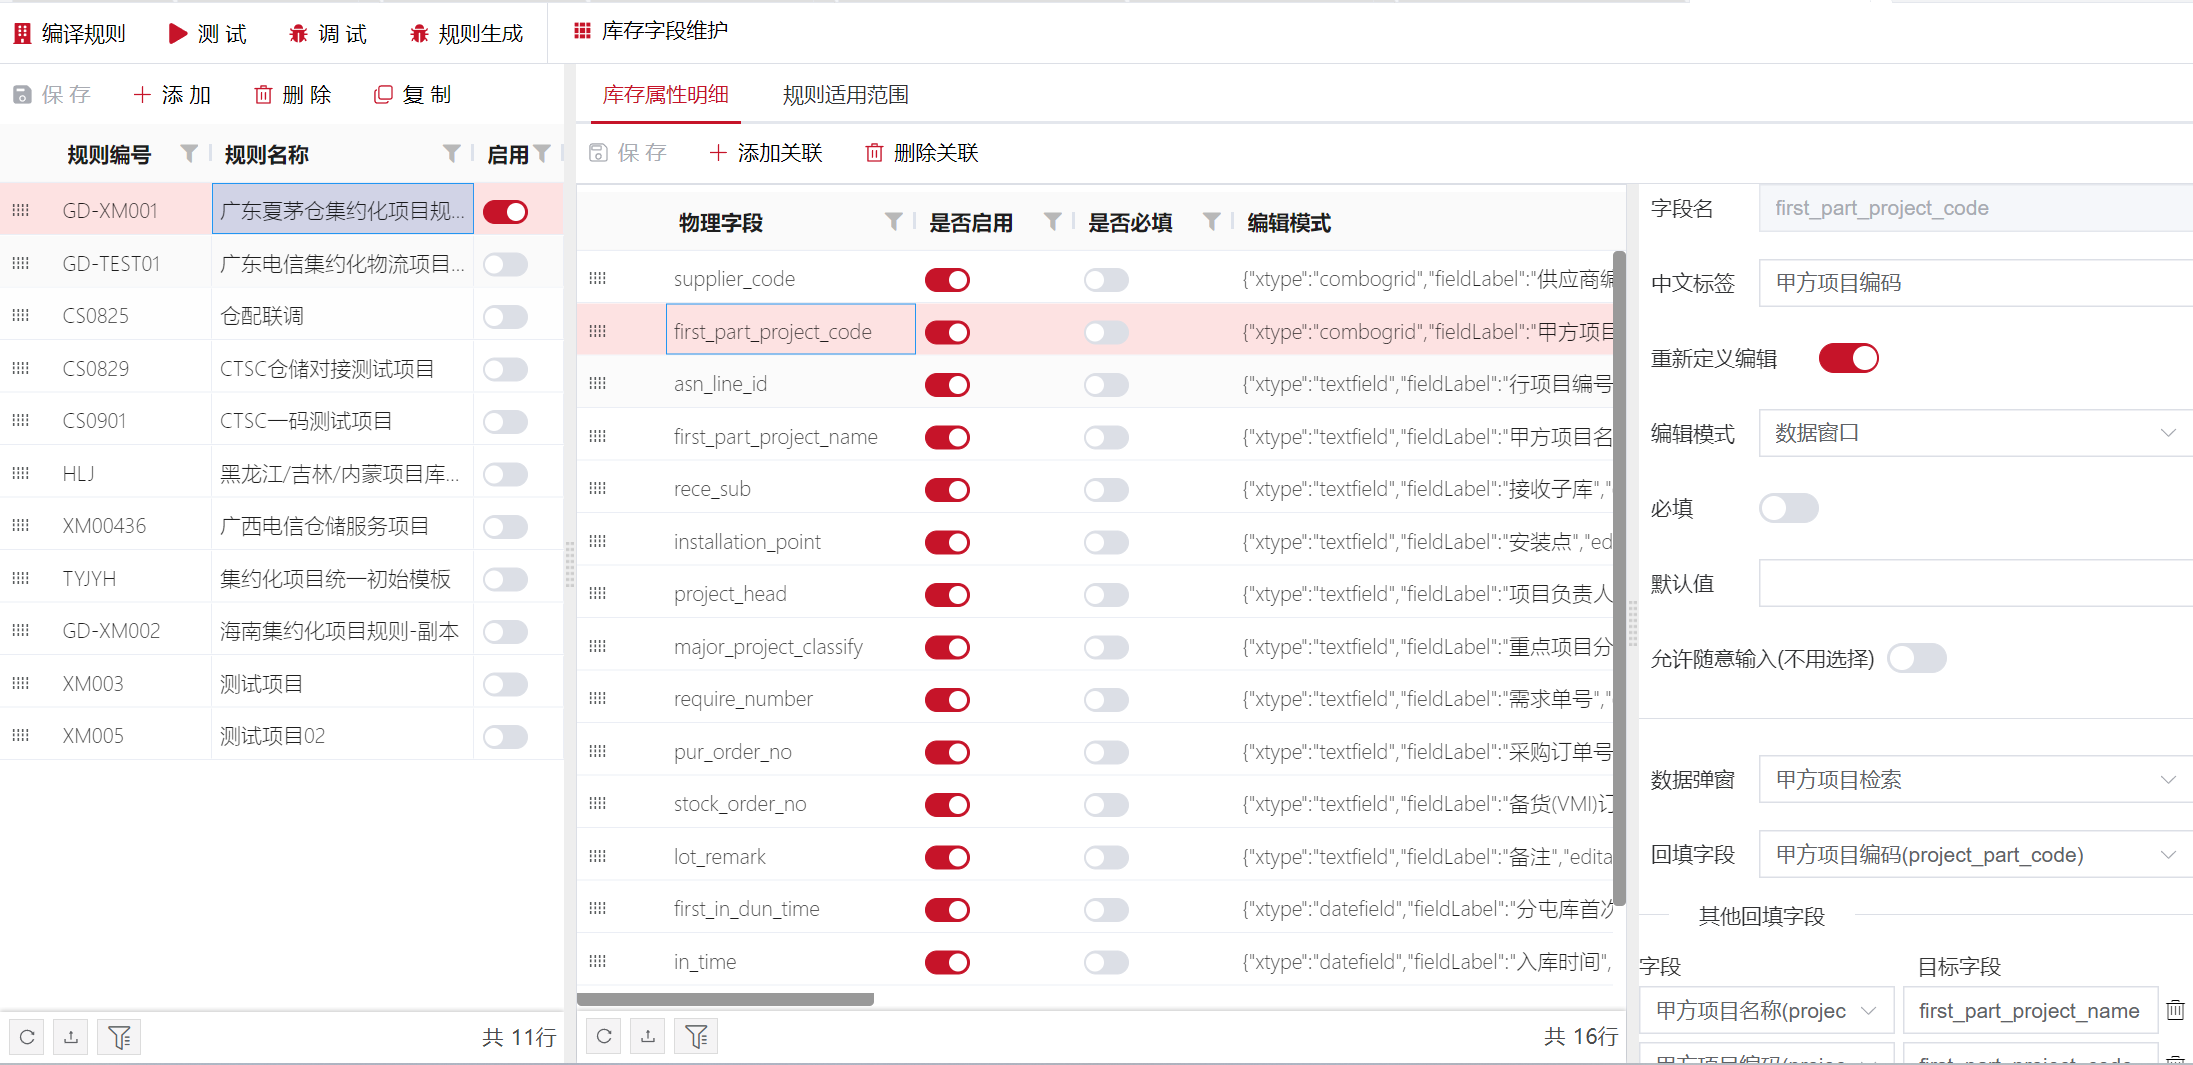 编译规则
测 试
调 试
规则生成
库存字段维护
保 存
添 加
删 除
复 制
规则编号
规则名称
启用
GD-XM001
广东夏茅仓集约化项目规...
GD-TEST01
广东电信集约化物流项目...
CS0825
仓配联调
CS0829
CTSC仓储对接测试项目
CS0901
CTSC一码测试项目
HLJ
黑龙江/吉林/内蒙项目库...
XM00436
广西电信仓储服务项目
TYJYH
集约化项目统一初始模板
GD-XM002
海南集约化项目规则-副本
XM003
测试项目
XM005
测试项目02
共 11行
库存属性明细
规则适用范围
保 存
添加关联
删除关联
物理字段
是否启用
是否必填
编辑模式
supplier_code
{"xtype":"combogrid","fieldLabel":"供应商编
first_part_project_code
{"xtype":"combogrid","fieldLabel":"甲方项目
asn_line_id
{"xtype":"textfield","fieldLabel":"行项目编号
first_part_project_name
{"xtype":"textfield","fieldLabel":"甲方项目名
rece_sub
{"xtype":"textfield","fieldLabel":"接收子库","
installation_point
{"xtype":"textfield","fieldLabel":"安装点","ed
project_head
{"xtype":"textfield","fieldLabel":"项目负责人
major_project_classify
{"xtype":"textfield","fieldLabel":"重点项目分
require_number
{"xtype":"textfield","fieldLabel":"需求单号","
pur_order_no
{"xtype":"textfield","fieldLabel":"采购订单号
stock_order_no
{"xtype":"textfield","fieldLabel":"备货(VMI)订
lot_remark
{"xtype":"textfield","fieldLabel":"备注","edita
first_in_dun_time
{"xtype":"datefield","fieldLabel":"分屯库首次
in_time
{"xtype":"datefield","fieldLabel":"入库时间",
共 16行
字段名
first_part_project_code
中文标签
甲方项目编码
重新定义编辑
编辑模式
数据窗口
必填
默认值
允许随意输入(不用选择)
数据弹窗
甲方项目检索
回填字段
甲方项目编码(project_part_code)
其他回填字段
字段
目标字段
甲方项目名称(projec
first_part_project_name
甲方项目编码(projec
first_part_project_code